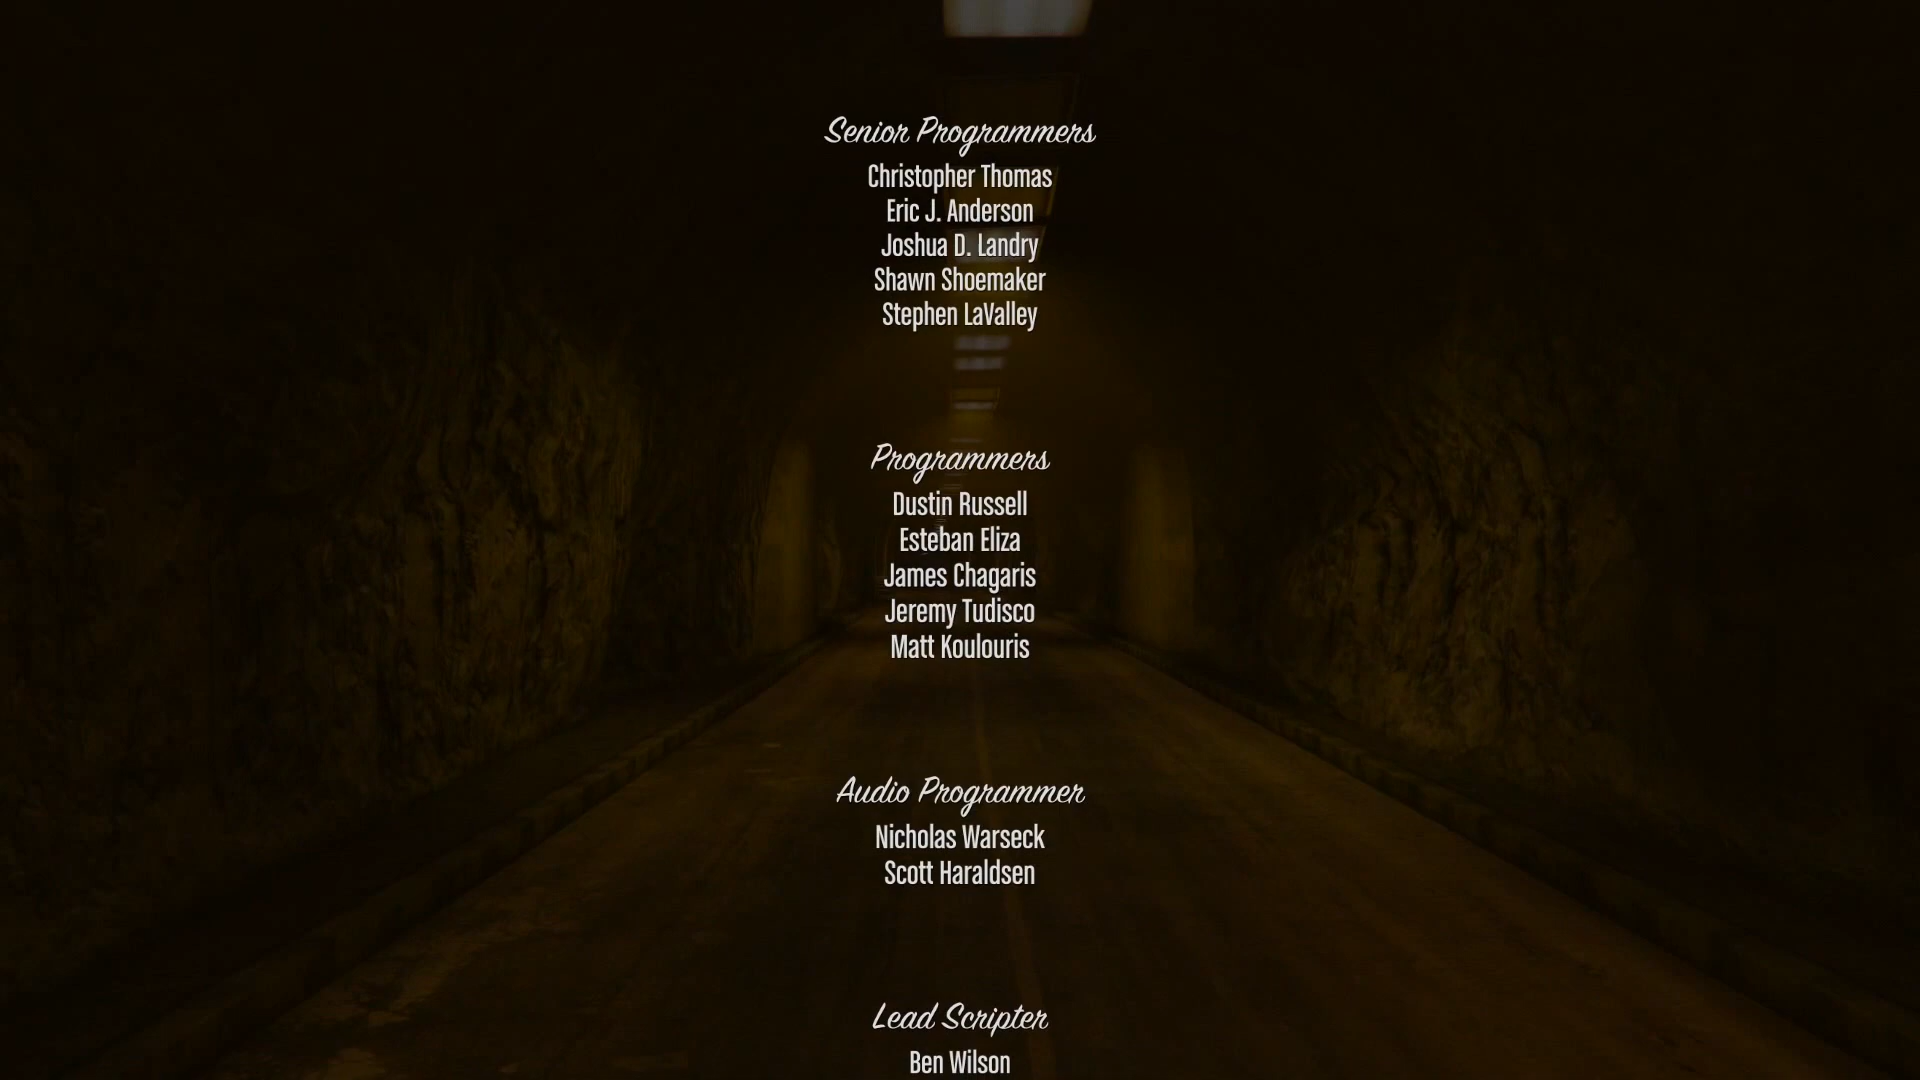 Senior Programmers
Christopher Thomas
Eric J. Anderson
Joshua D. Landry
Shawn Shoemaker
Stephen LaValley
Programmers
Dustin Russell
Esteban Eliza
James Chagaris
Jeremy Tudisco
Matt Koulouris
Audio Programmer
Nicholas Warseck
Scott Haraldsen
Lead Scripter
Ben Wilson